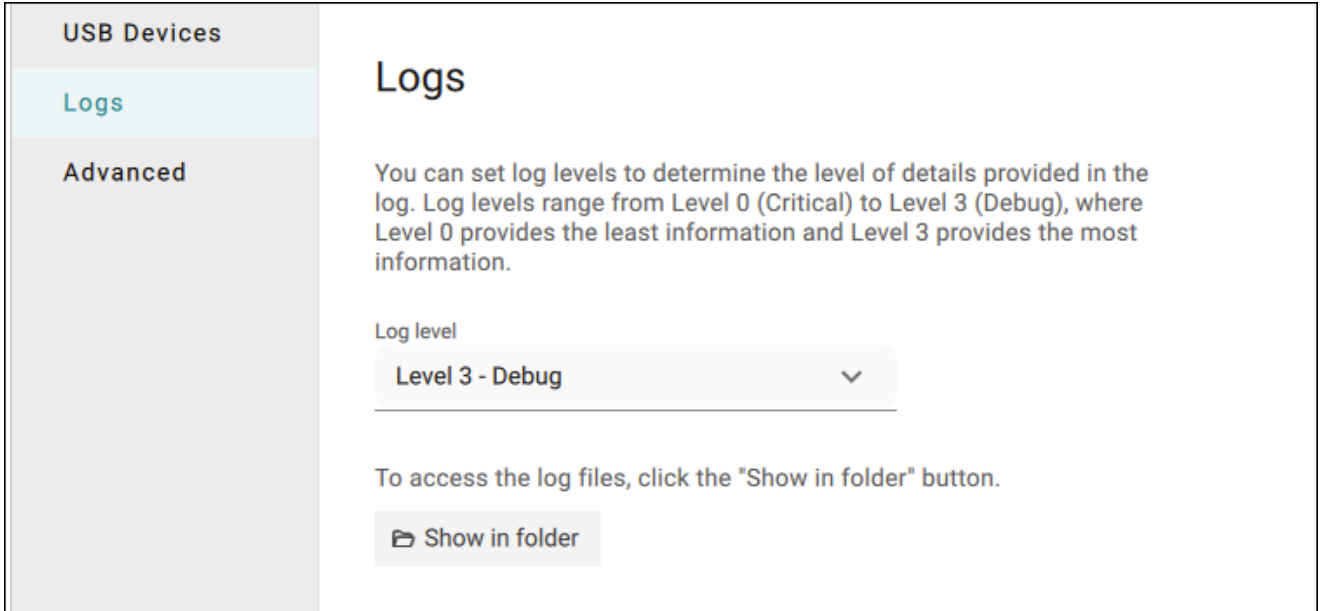 USB Devices
Logs
Advanced
Logs
You can set log levels to determine the level of details provided in the
log. Log levels range from Level 0 (Critical) to Level 3 (Debug), where
Level 0 provides the least information and Level 3 provides the most
information.
Log level
Level 3 - Debug
To access the log files, click the "Show in folder" button.
Show in folder